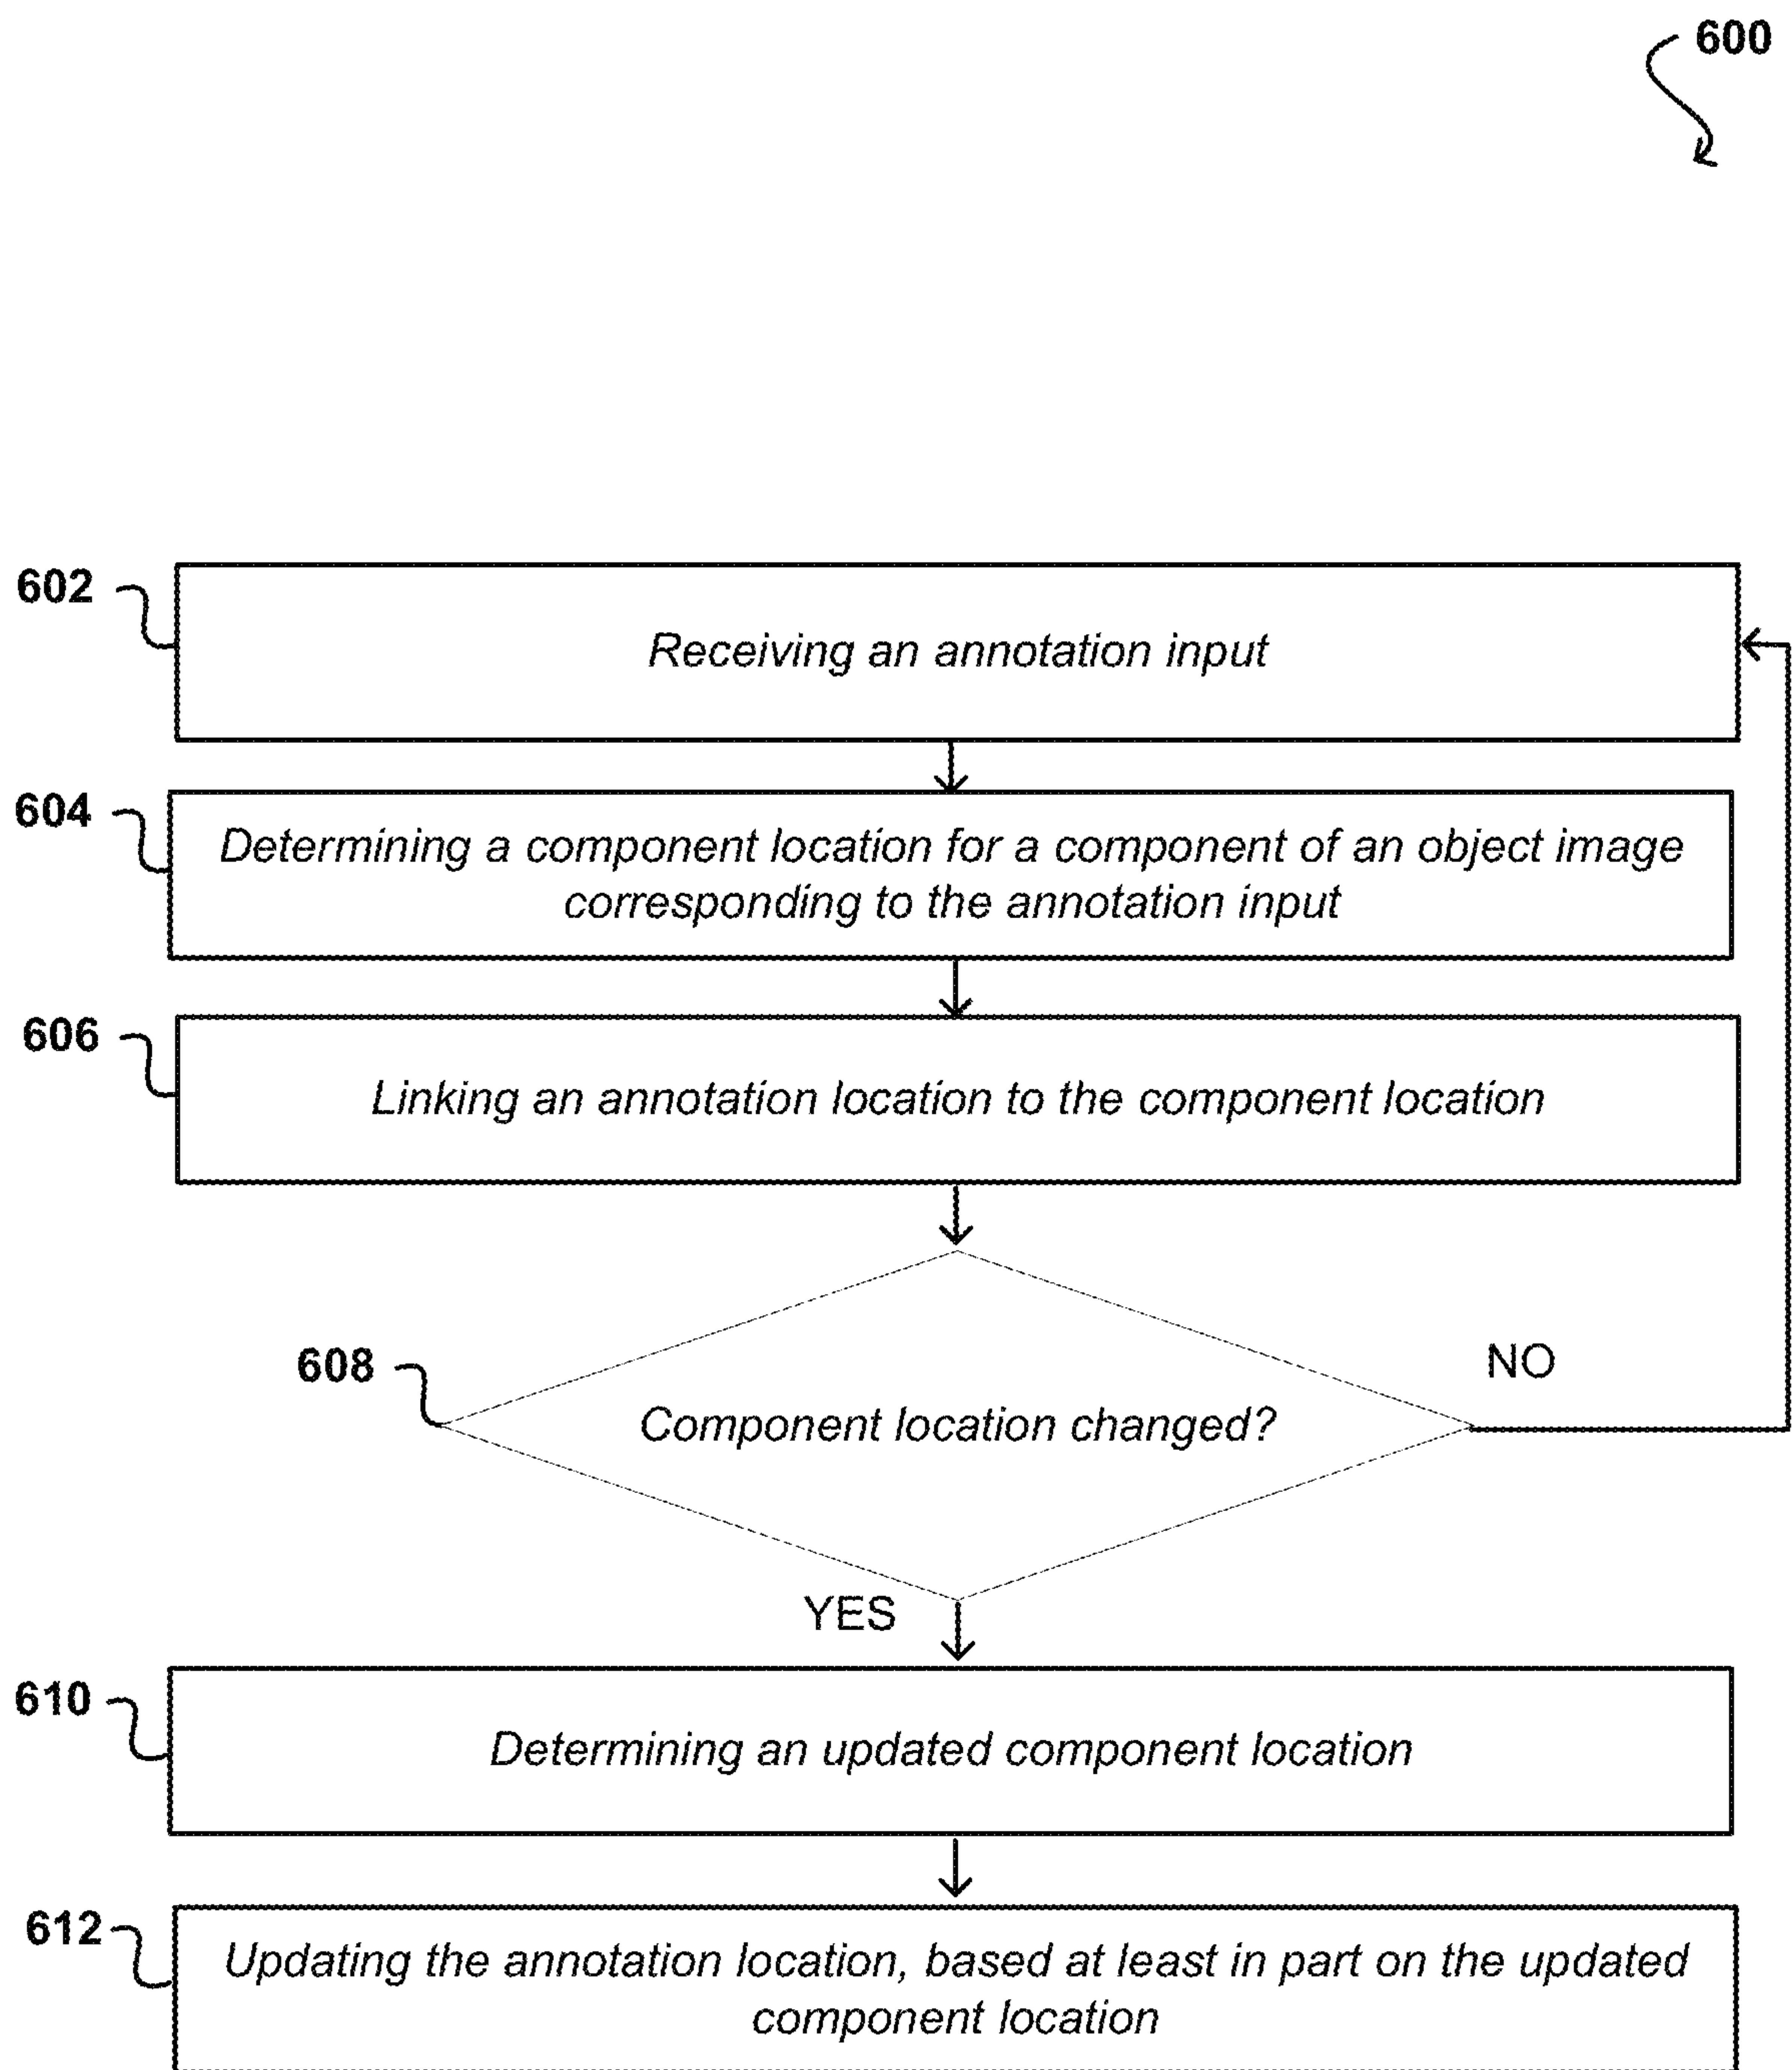 600
602
Receiving an annotation input
604
Determining a component location for a component of an object image
corresponding to the annotation input
606
Linking an annotation location to the component location
608
Component location changed?
NO
YES
610
Determining an updated component location
612
Updating the annotation location, based at least in part on the updated
component location